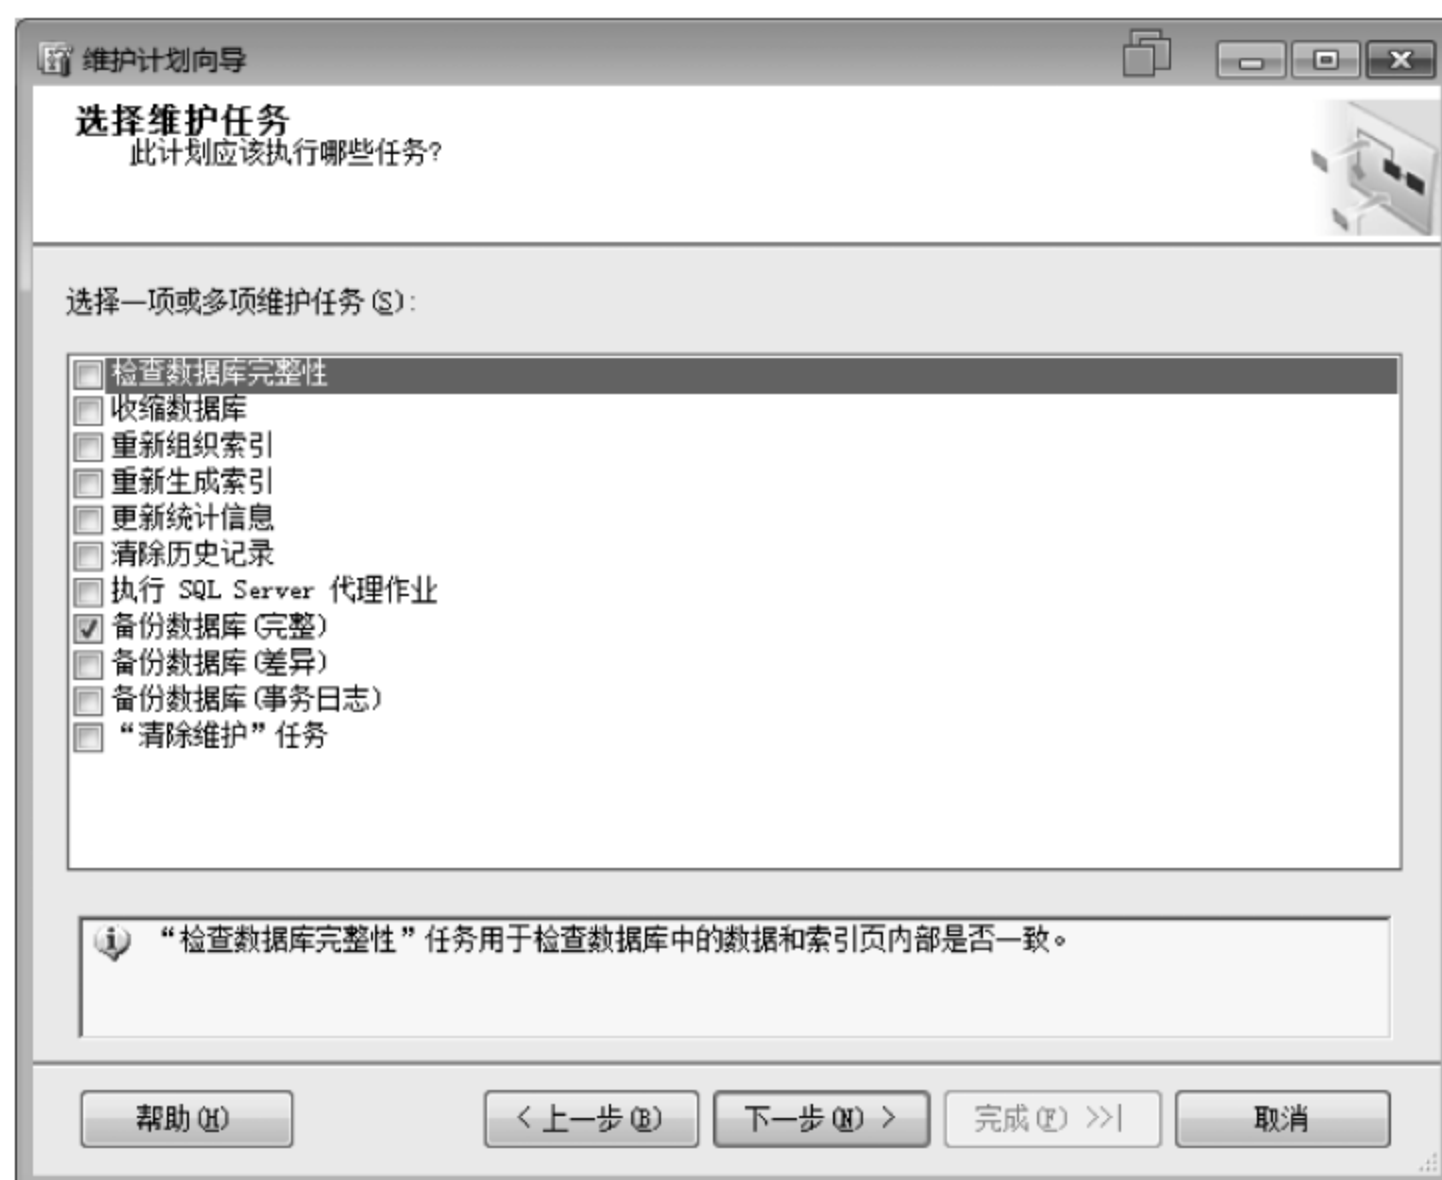 维护计划向导
选择维护任务
此计划应该执行哪些任务?
选择一项或多项维护任务(S):
检查数据库完整性
收缩数据库
重新组织索引
重新生成索引
更新统计信息
清除历史记录
执行 SQL Server 代理作业
备份数据库(完整)
备份数据库(差异)
备份数据库(事务日志)
“清除维护”任务
“检查数据库完整性”任务用于检查数据库中的数据和索引页内部是否一致。
帮助(H) < 上一步(B) 下一步(N) > 完成(F) >>| 取消